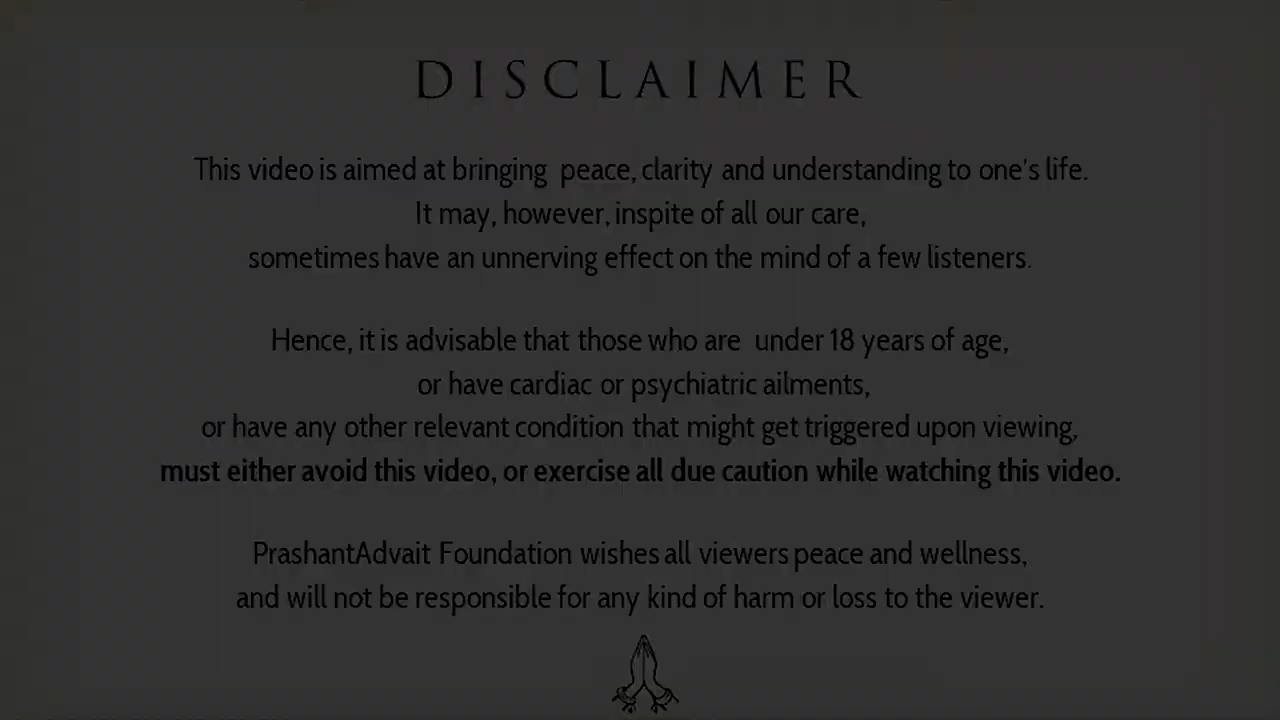 DISCLAIMER
This video is aimed at bringing peace, clarity and understanding to one's life.
It may, however, inspite of all our care,
sometimes have an unnerving effect on the mind of a few listeners.
Hence, it is advisable that those who are under 18 years of age,
or have cardiac or psychiatric ailments,
or have any other relevant condition that might get triggered upon viewing,
must either avoid this video, or exercise all due caution while watching this video.
PrashantAdvait Foundation wishes all viewers peace and wellness,
and will not be responsible for any kind of harm or loss to the viewer.